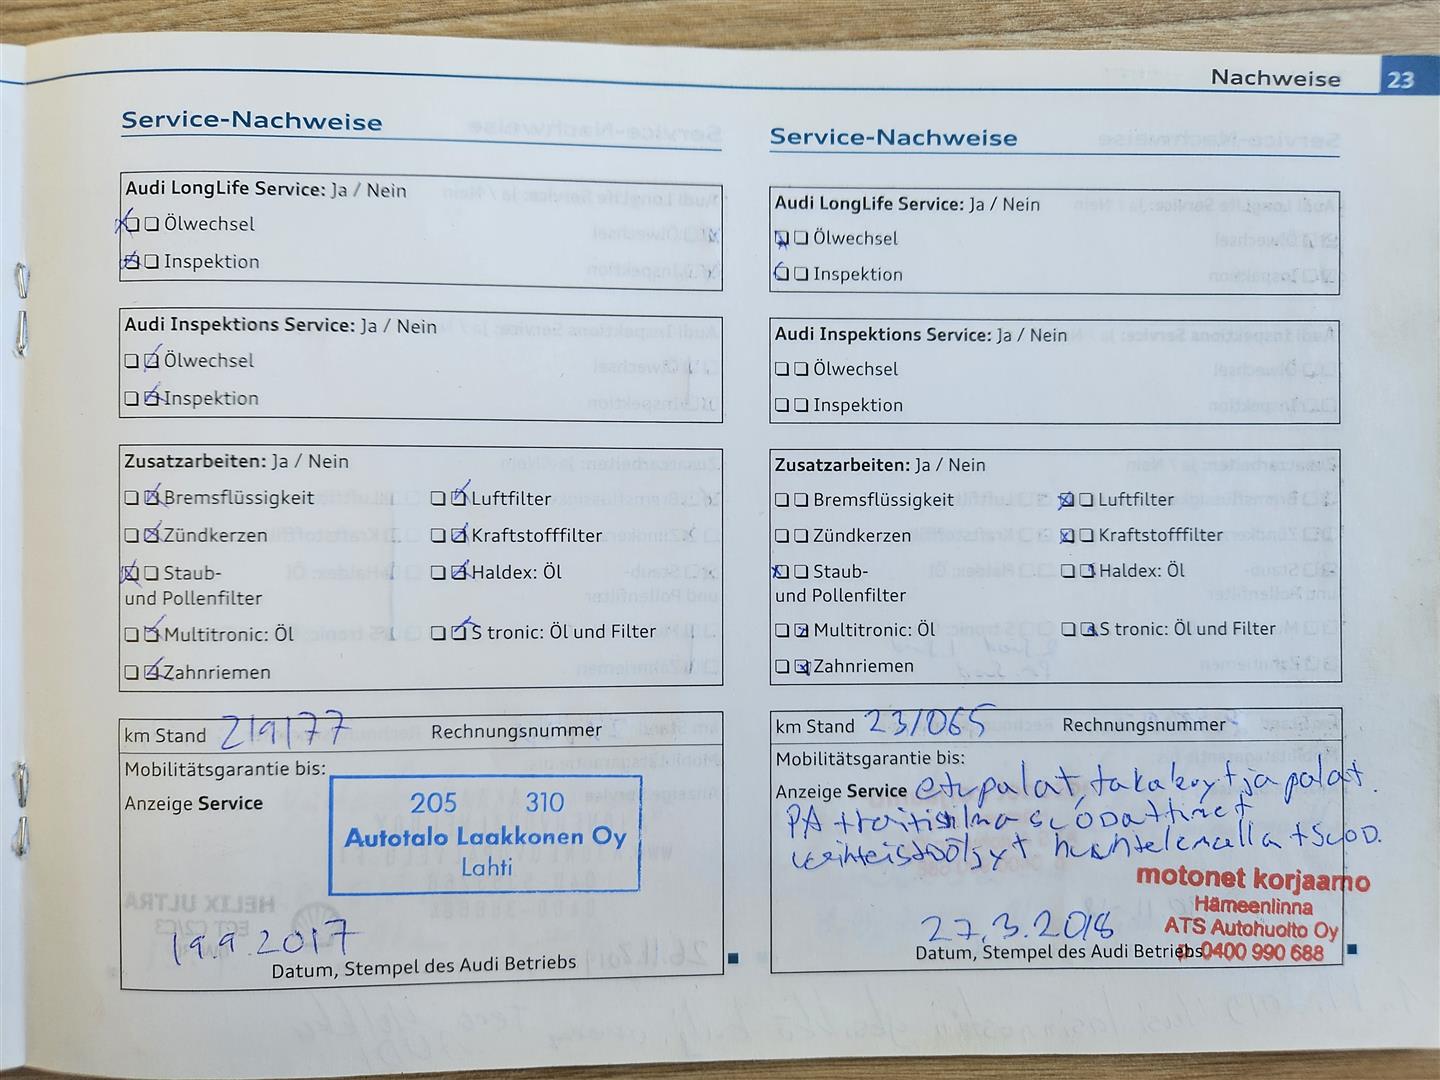 Nachweise 23
Service-Nachweise
Audi LongLife Service: Ja / Nein
Ölwechsel
Inspektion
Audi Inspektions Service: Ja / Nein
Ölwechsel
Inspektion
Zusatzarbeiten: Ja / Nein
Bremsflüssigkeit Luftfilter
Zündkerzen Kraftstofffilter
Staub- Haldex: Öl
und Pollenfilter
Multitronic: Öl S tronic: Öl und Filter
Zahnriemen
km Stand 219177 Rechnungsnummer
Mobilitätsgarantie bis:
Anzeige Service
205 310
Autotalo Laakkonen Oy
Lahti
19.9.2017
Datum, Stempel des Audi Betriebs
Service-Nachweise
Audi LongLife Service: Ja / Nein
Ölwechsel
Inspektion
Audi Inspektions Service: Ja / Nein
Ölwechsel
Inspektion
Zusatzarbeiten: Ja / Nein
Bremsflüssigkeit Luftfilter
Zündkerzen Kraftstofffilter
Staub- Haldex: Öl
und Pollenfilter
Multitronic: Öl S tronic: Öl und Filter
Zahnriemen
km Stand 231065 Rechnungsnummer
Mobilitätsgarantie bis:
Anzeige Service etupalat takalevyt ja palat.
PA
motonet korjaamo
Hämeenlinna
ATS Autohuolto Oy
27.3.2018
Datum, Stempel des Audi Betriebs
p. 0400 990 688